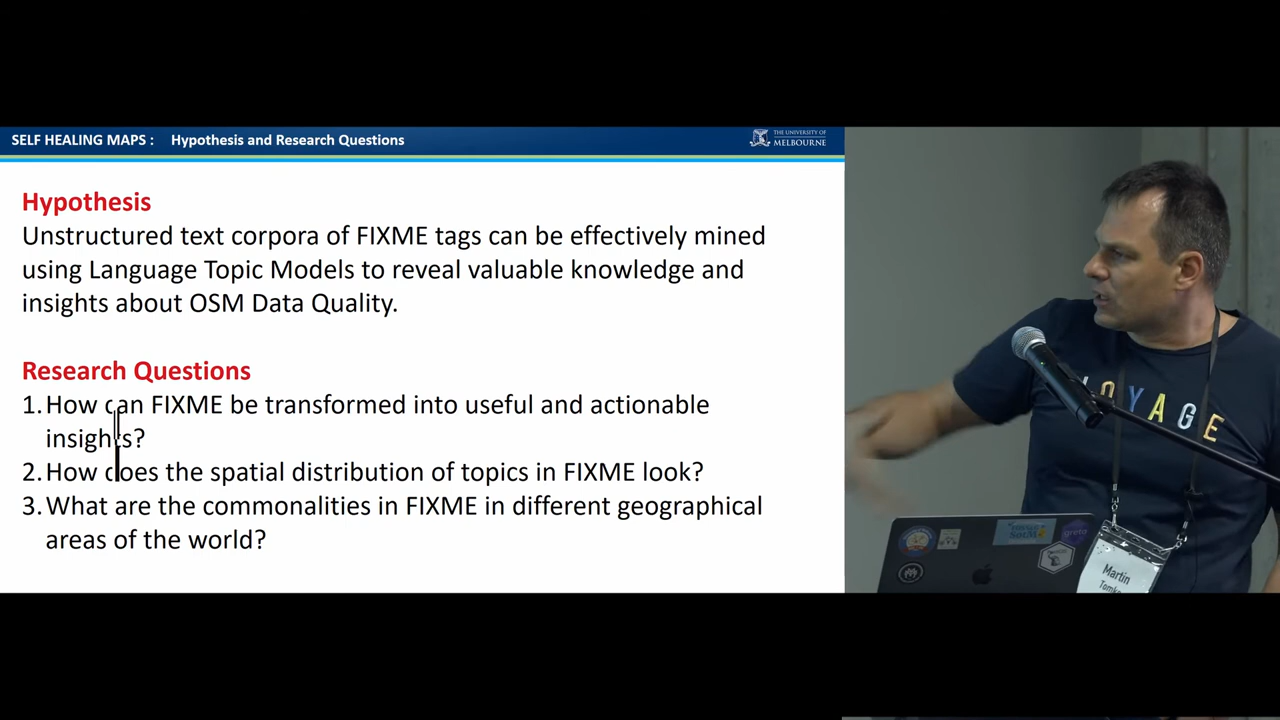 SELF HEALING MAPS : Hypothesis and Research Questions
THE UNIVERSITY OF
MELBOURNE
Hypothesis
Unstructured text corpora of FIXME tags can be effectively mined
using Language Topic Models to reveal valuable knowledge and
insights about OSM Data Quality.
Research Questions
1. How can FIXME be transformed into useful and actionable
insights?
2. How does the spatial distribution of topics in FIXME look?
3. What are the commonalities in FIXME in different geographical
areas of the world?
VOYAGE
Martin